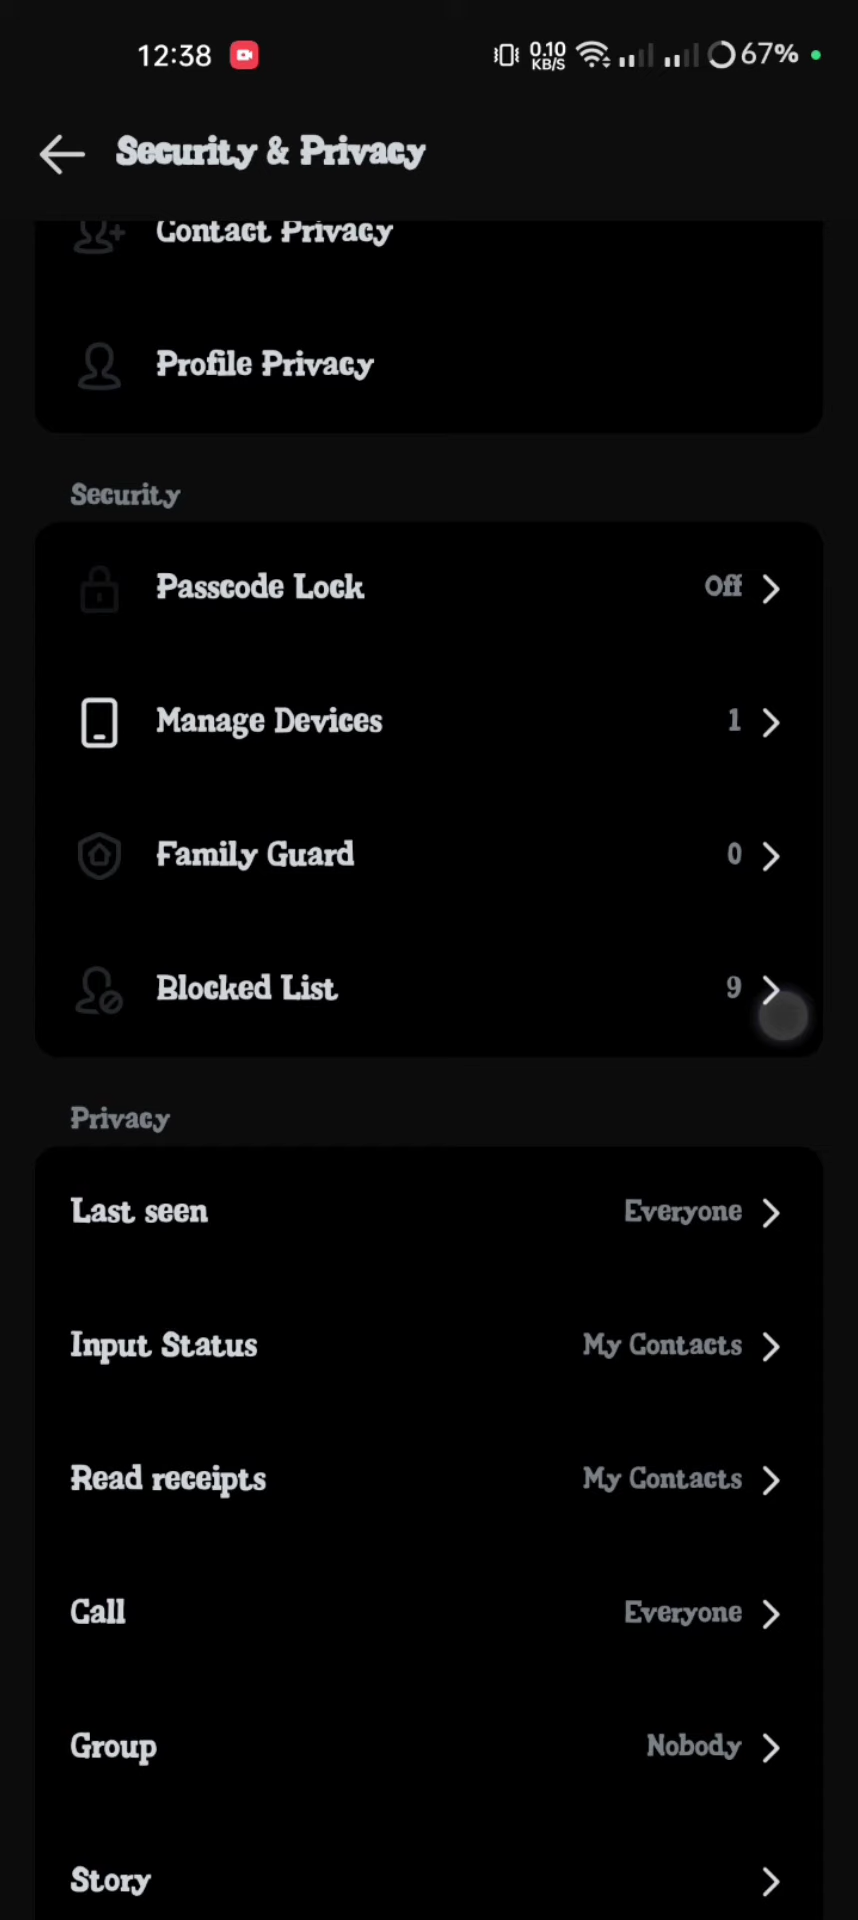 12:38 0.10 KB/S 67%
Security & Privacy
Contact Privacy
Profile Privacy
Security
Passcode Lock Off
Manage Devices 1
Family Guard 0
Blocked List 9
Privacy
Last seen Everyone
Input Status My Contacts
Read receipts My Contacts
Call Everyone
Group Nobody
Story